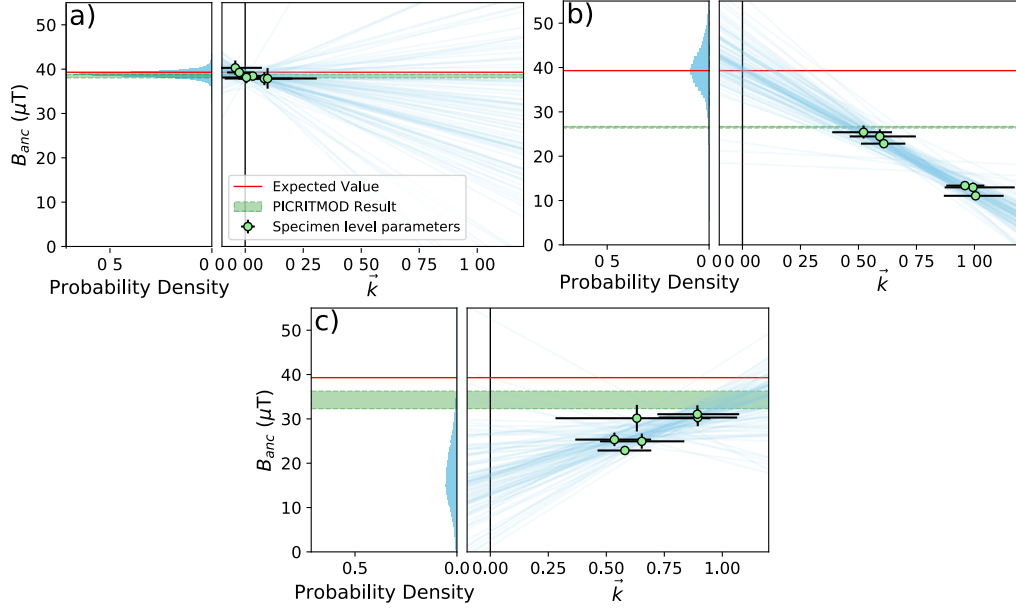 a)
50
40
30
20
10
0
B_anc (μT)
Expected Value
PICRITMOD Result
Specimen level parameters
0 5 0 0 00 0 25 0 50 0 75 1 00
Probability Density
k⃗
b)
50
40
30
20
10
0
0 5 0 0 00 0 25 0 50 0 75 1 00
Probability Density
k⃗
c)
50
40
30
20
10
0
B_anc (μT)
0.5 0.0 0.00 0.25 0.50 0.75 1.00
Probability Density
k⃗